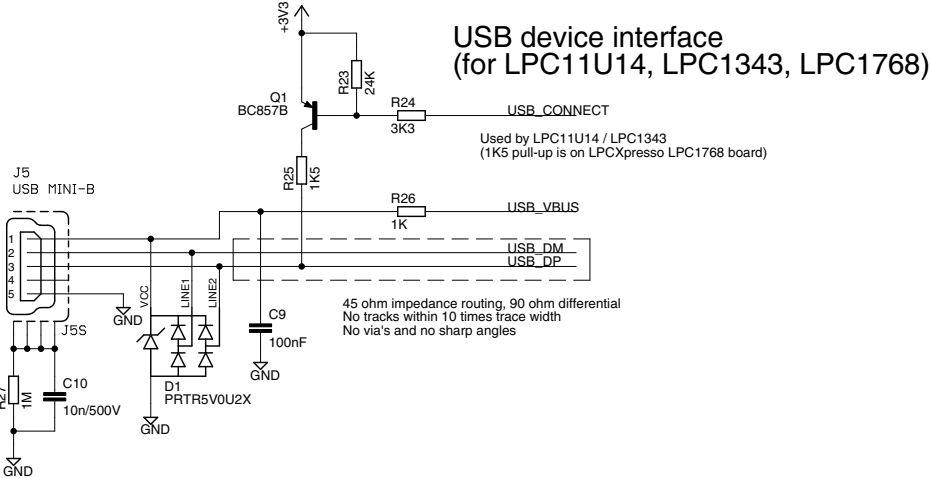 +3V3
USB device interface
(for LPC11U14, LPC1343, LPC1768)
R23
24K
Q1
BC857B
R24
3K3
USB_CONNECT
Used by LPC11U14 / LPC1343
(1K5 pull-up is on LPCXpresso LPC1768 board)
R25
1K5
J5
USB MINI-B
R26
1K
USB_VBUS
1
2
3
4
5
USB_DM
USB_DP
VCC
LINE1
LINE2
GND
45 ohm impedance routing, 90 ohm differential
No tracks within 10 times trace width
No via's and no sharp angles
J5S
C9
100nF
GND
D1
PRTR5V0U2X
GND
R27
1M
C10
10n/500V
GND